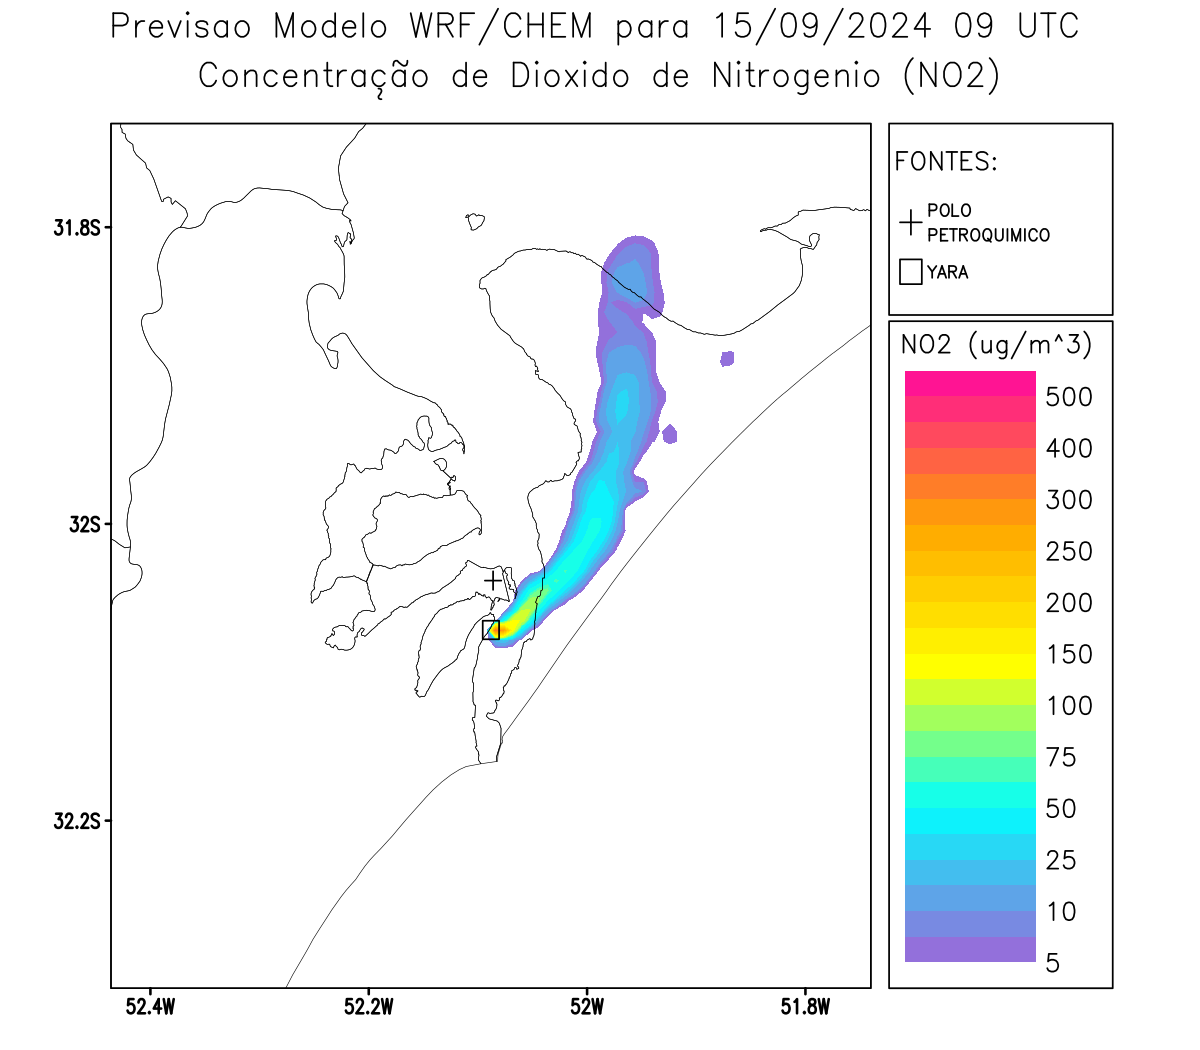 Previsao Modelo WRF/CHEM para 15/09/2024 09 UTC
Concentração de Dioxido de Nitrogenio (NO2)
FONTES:
POLO
PETROQUIMICO
YARA
31.8S
32S
32.2S
52.4W
52.2W
52W
51.8W
NO2 (ug/m^3)
500
400
300
250
200
150
100
75
50
25
10
5